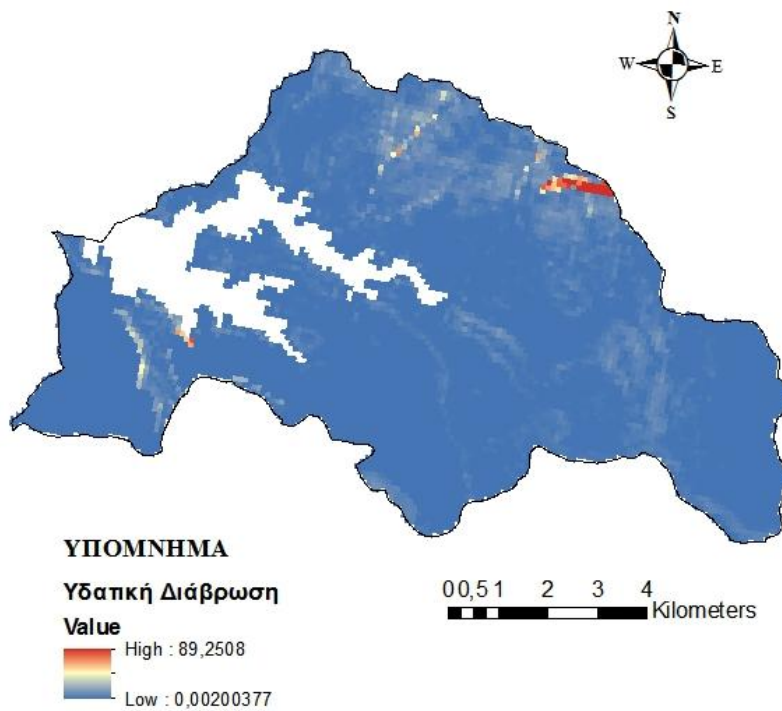 N
W E
S
ΥΠΟΜΝΗΜΑ
Υδατική Διάβρωση
Value
High : 89,2508
Low : 0,00200377
0 0,5 1 2 3 4
Kilometers